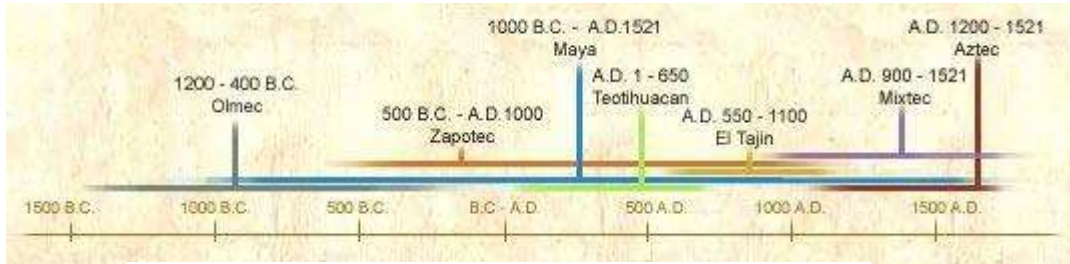 1200 - 400 B.C.
Olmec
500 B.C. - A.D.1000
Zapotec
1000 B.C. - A.D.1521
Maya
A.D. 1 - 650
Teotihuacan
A.D. 550 - 1100
El Tajin
A.D. 900 - 1521
Mixtec
A.D. 1200 - 1521
Aztec
1500 B.C. 1000 B.C. 500 B.C. B.C - A.D. 500 A.D. 1000 A.D. 1500 A.D.